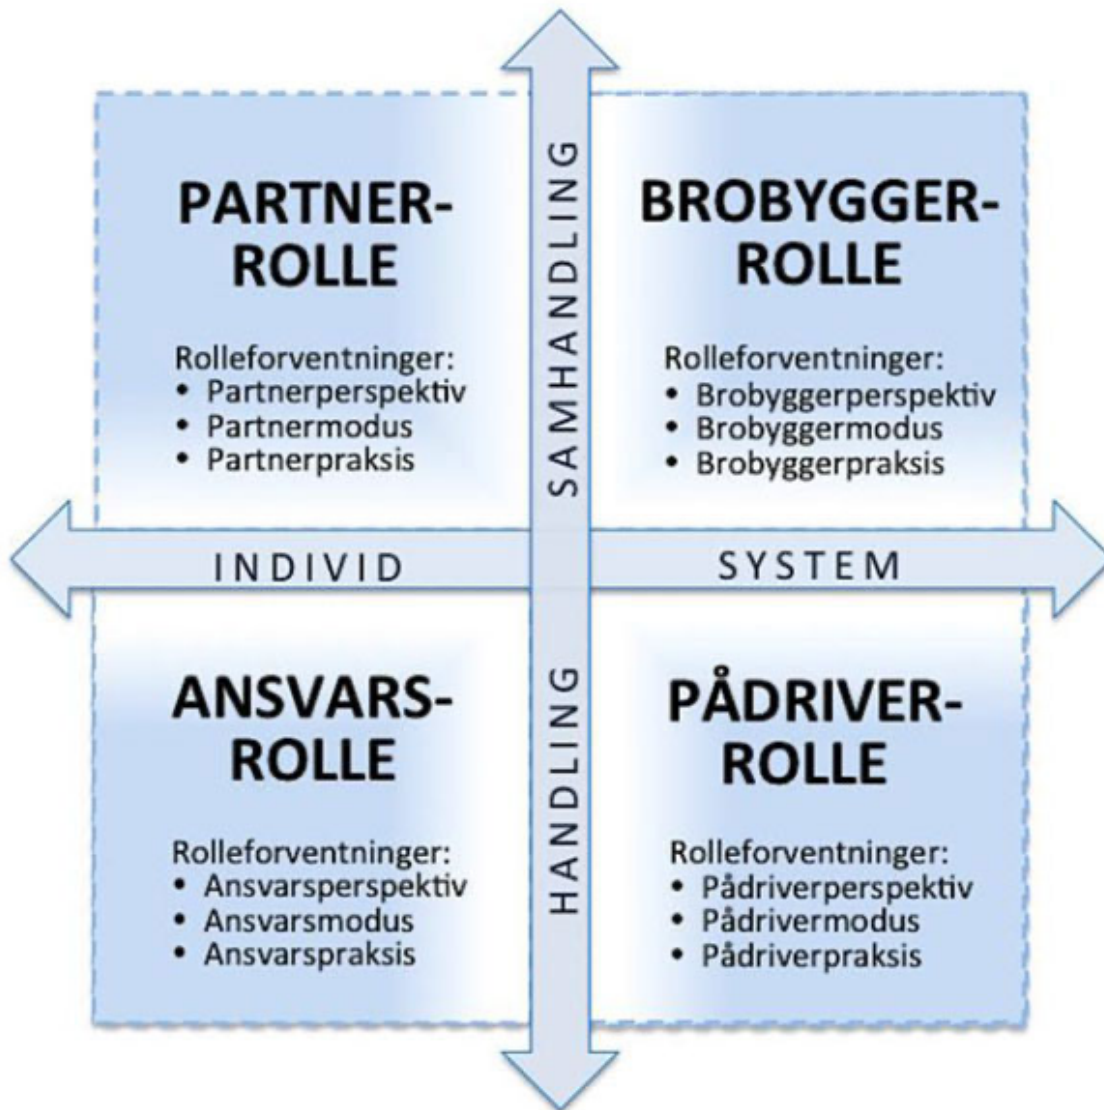 SAMHANDLING
PARTNER-
ROLLE
Rolleforventninger:
• Partnerperspektiv
• Partnermodus
• Partnerpraksis
BROBYGGER-
ROLLE
Rolleforventninger:
• Brobyggerperspektiv
• Brobyggermodus
• Brobyggerpraksis
INDIVID
SYSTEM
ANSVARS-
ROLLE
Rolleforventninger:
• Ansvarsperspektiv
• Ansvarsmodus
• Ansvarspraksis
HANDLING
PÅDRIVER-
ROLLE
Rolleforventninger:
• Pådriverperspektiv
• Pådrivermodus
• Pådriverpraksis